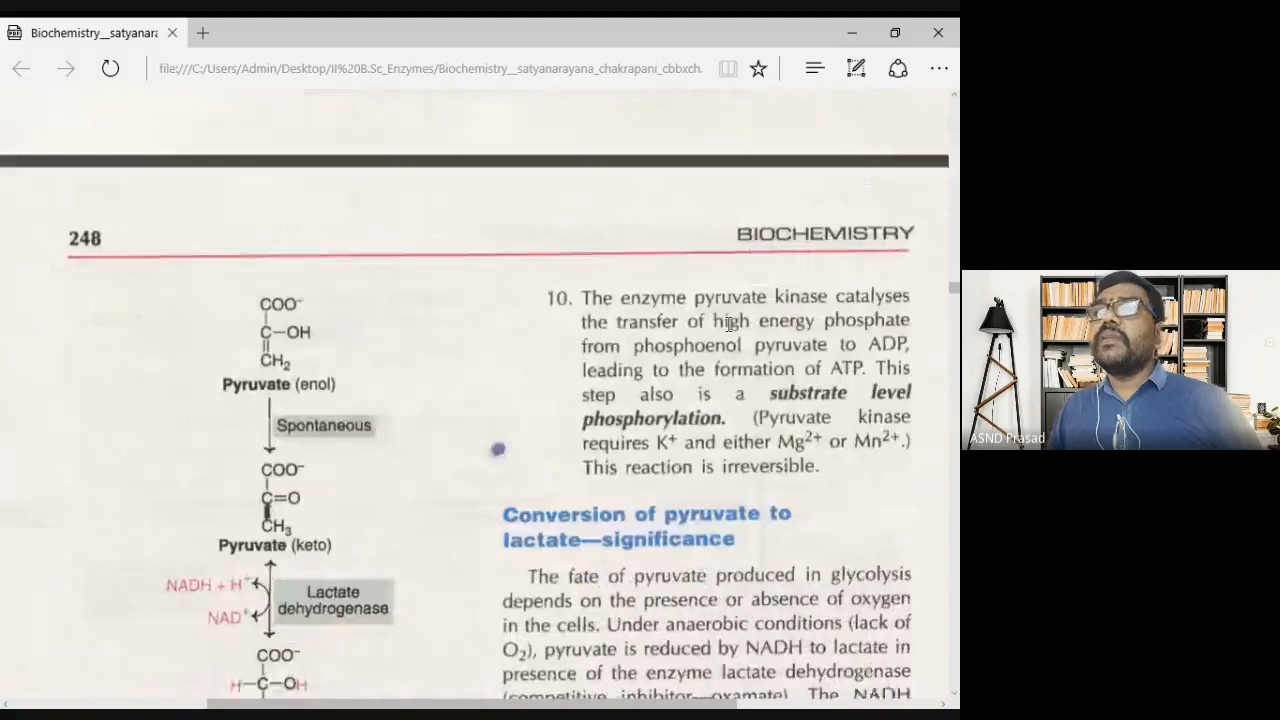 Biochemistry__satyanara
file:///C:/Users/Admin/Desktop/II%20B.Sc_Enzymes/Biochemistry__satyanarayana_chakrapani_cbbxch.
248
BIOCHEMISTRY
COO⁻
C—OH
CH₂
Pyruvate (enol)
Spontaneous
COO⁻
C=O
CH₃
Pyruvate (keto)
NADH + H⁺
NAD⁺
Lactate
dehydrogenase
COO⁻
H—C—OH
10. The enzyme pyruvate kinase catalyses
the transfer of high energy phosphate
from phosphoenol pyruvate to ADP,
leading to the formation of ATP. This
step also is a substrate level
phosphorylation. (Pyruvate kinase
requires K⁺ and either Mg²⁺ or Mn²⁺.)
This reaction is irreversible.
Conversion of pyruvate to
lactate—significance
The fate of pyruvate produced in glycolysis
depends on the presence or absence of oxygen
in the cells. Under anaerobic conditions (lack of
O₂), pyruvate is reduced by NADH to lactate in
presence of the enzyme lactate dehydrogenase
(competitive inhibitor—oxamate). The NADH
ASND Prasad